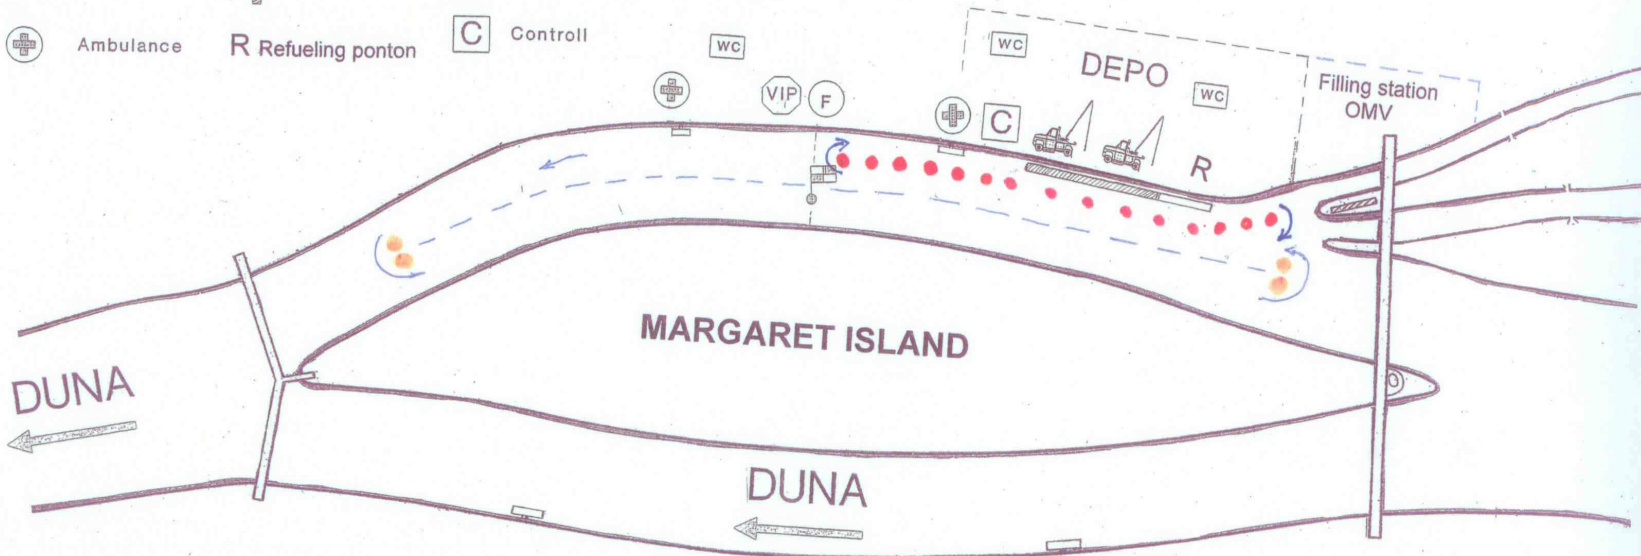 Ambulance
R Refueling ponton
C Controll
WC
WC
DEPO
WC
Filling station
OMV
VIP
F
C
R
MARGARET ISLAND
DUNA
DUNA